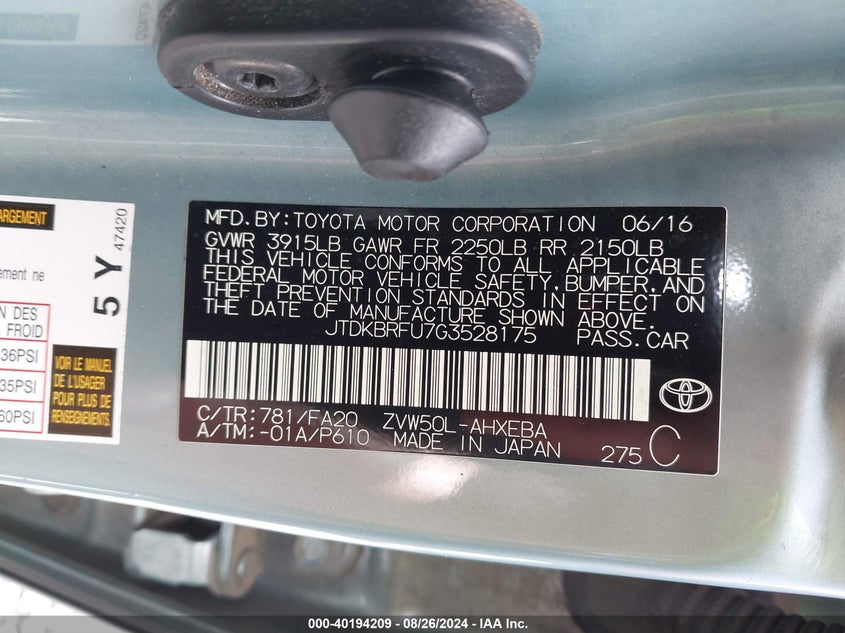 ARGEMENT
ement ne
ON DES
A FROID
36PSI
35PSI
60PSI
5 Y
47420
VOIR LE MANUEL
DE L'USAGER
POUR PLUS DE
RENSEIGNEMENTS
MFD. BY: TOYOTA MOTOR CORPORATION 06/16
GVWR 3915LB GAWR FR 2250LB RR 2150LB
THIS VEHICLE CONFORMS TO ALL APPLICABLE
FEDERAL MOTOR VEHICLE SAFETY, BUMPER, AND
THEFT PREVENTION STANDARDS IN EFFECT ON
THE DATE OF MANUFACTURE SHOWN ABOVE.
JTDKBRFU7G3528175 PASS.CAR
C/TR: 781/FA20 ZVW50L-AHXEBA
A/TM: -01A/P610 MADE IN JAPAN 275 C
000-40194209 - 08/26/2024 - IAA Inc.